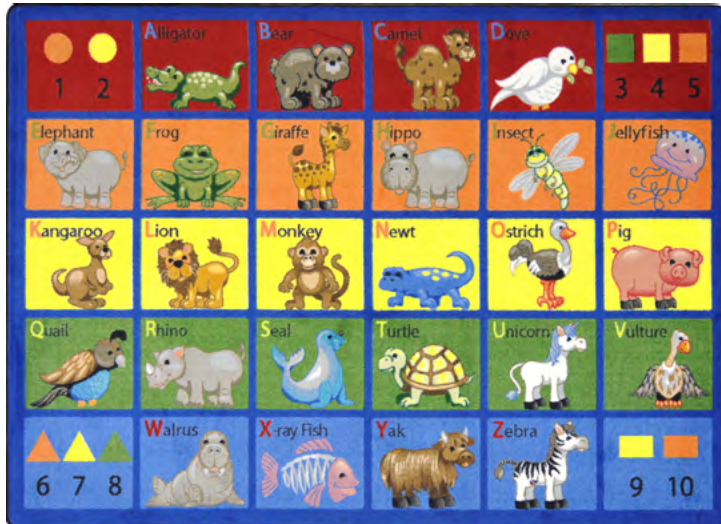 1 2
Alligator
Bear
Camel
Dove
3 4 5
Elephant
Frog
Giraffe
Hippo
Insect
Jellyfish
Kangaroo
Lion
Monkey
Newt
Ostrich
Pig
Quail
Rhino
Seal
Turtle
Unicorn
Vulture
6 7 8
Walrus
X-ray Fish
Yak
Zebra
9 10